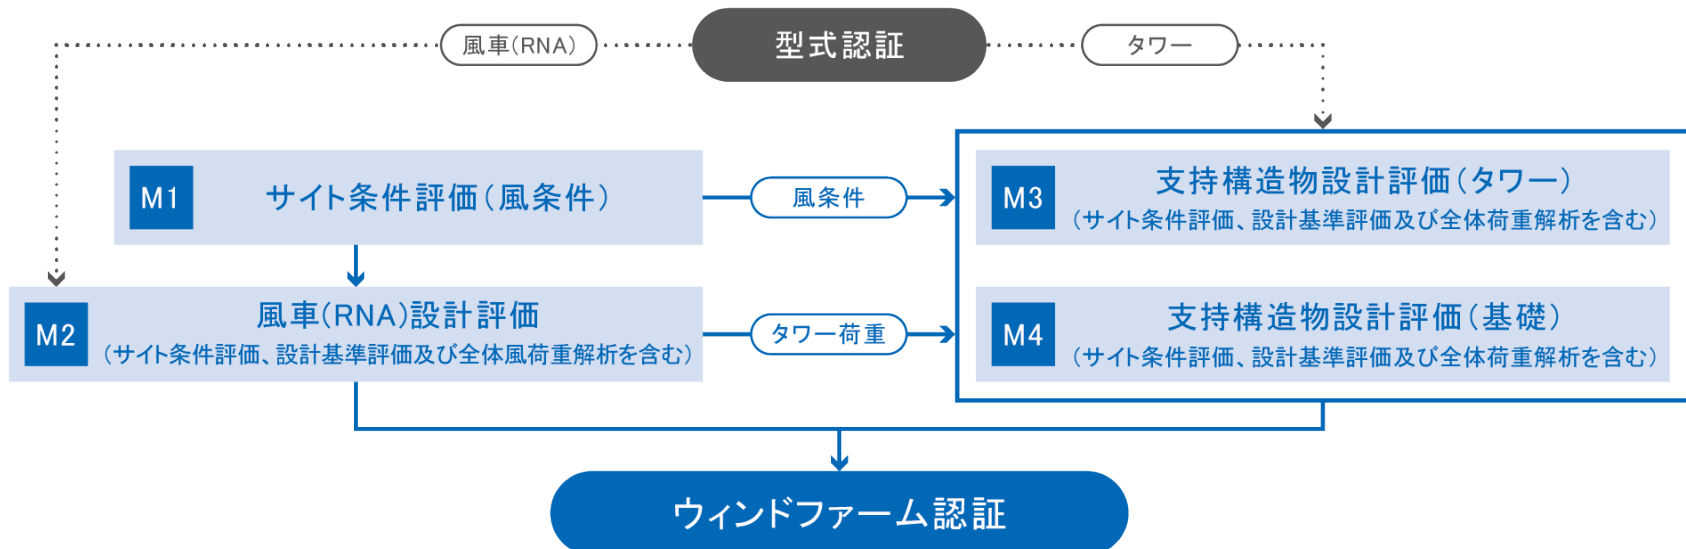 風車(RNA)
型式認証
タワー
M1
サイト条件評価(風条件)
風条件
M3
支持構造物設計評価(タワー)
(サイト条件評価、設計基準評価及び全体荷重解析を含む)
M2
風車(RNA)設計評価
(サイト条件評価、設計基準評価及び全体風荷重解析を含む)
タワー荷重
M4
支持構造物設計評価(基礎)
(サイト条件評価、設計基準評価及び全体荷重解析を含む)
ウィンドファーム認証